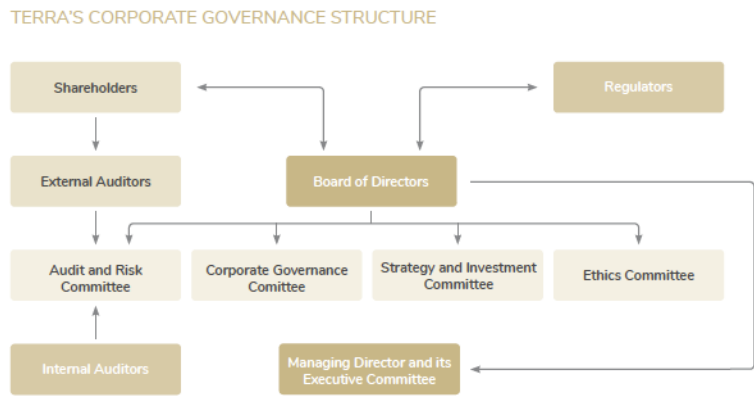 TERRA'S CORPORATE GOVERNANCE STRUCTURE
Shareholders
Regulators
External Auditors
Board of Directors
Audit and Risk
Committee
Corporate Governance
Comittee
Strategy and Investment
Committee
Ethics Committee
Internal Auditors
Managing Director and its
Executive Committee